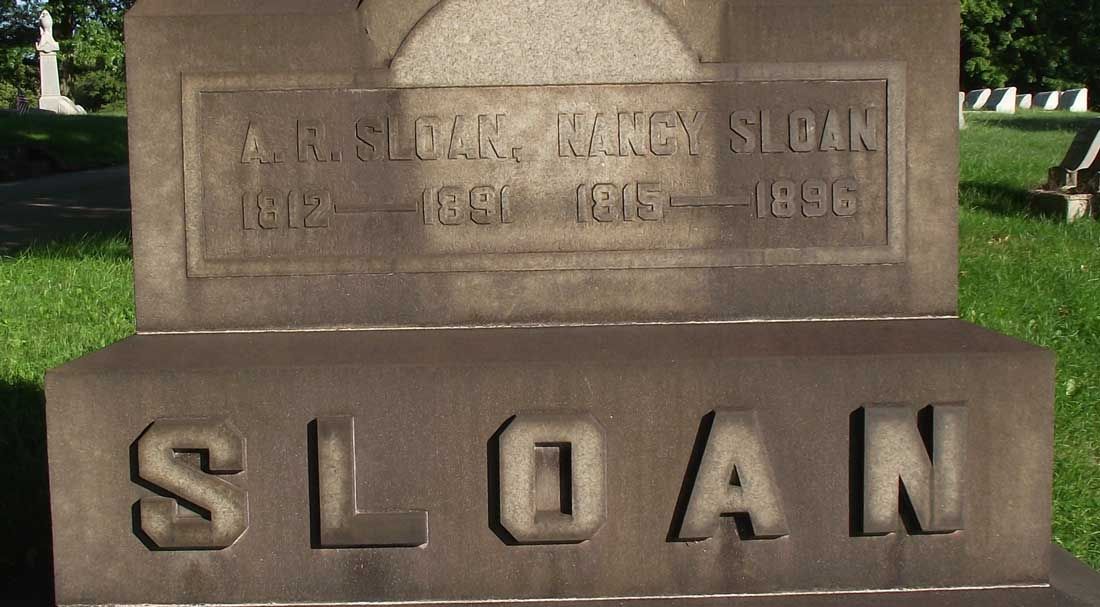 A. R. SLOAN, NANCY SLOAN
1812—1891 1815—1896
SLOAN